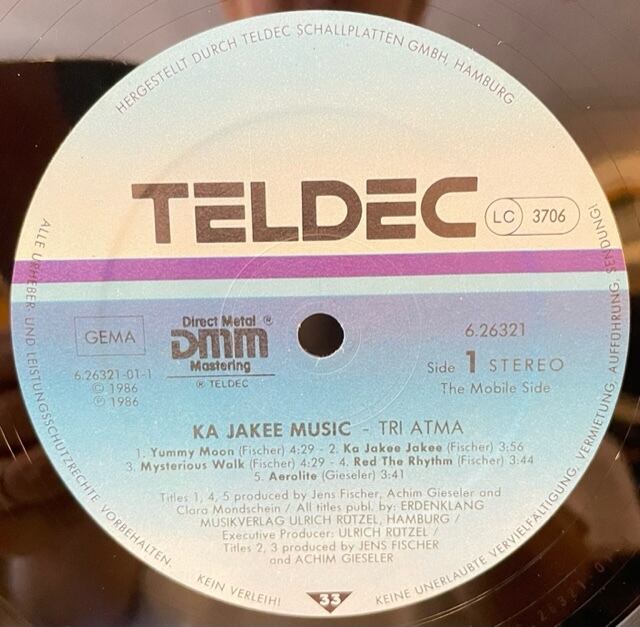 HERGESTELLT DURCH TELDEC SCHALLPLATTEN GMBH, HAMBURG
TELDEC
LC 3706
GEMA
Direct Metal ®
DMM
Mastering
® TELDEC
6.26321-01-1
© 1986
℗ 1986
6.26321
Side 1 STEREO
The Mobile Side
KA JAKEE MUSIC - TRI ATMA
1. Yummy Moon (Fischer) 4:29 - 2. Ka Jakee Jakee (Fischer) 3:56
3. Mysterious Walk (Fischer) 4:29 - 4. Red The Rhythm (Fischer) 3:44
5. Aerolite (Gieseler) 3:41
Titles 1, 4, 5 produced by Jens Fischer, Achim Gieseler and
Clara Mondschein / All titles publ. by: ERDENKLANG
MUSIKVERLAG ULRICH RÜTZEL, HAMBURG /
Executive Producer: ULRICH RÜTZEL /
Titles 2, 3 produced by JENS FISCHER
and ACHIM GIESELER
33
ALLE URHEBER- UND LEISTUNGSSCHUTZRECHTE VORBEHALTEN. KEIN VERLEIH! KEINE UNERLAUBTE VERVIELFÄLTIGUNG, VERMIETUNG, AUFFÜHRUNG, SENDUNG!